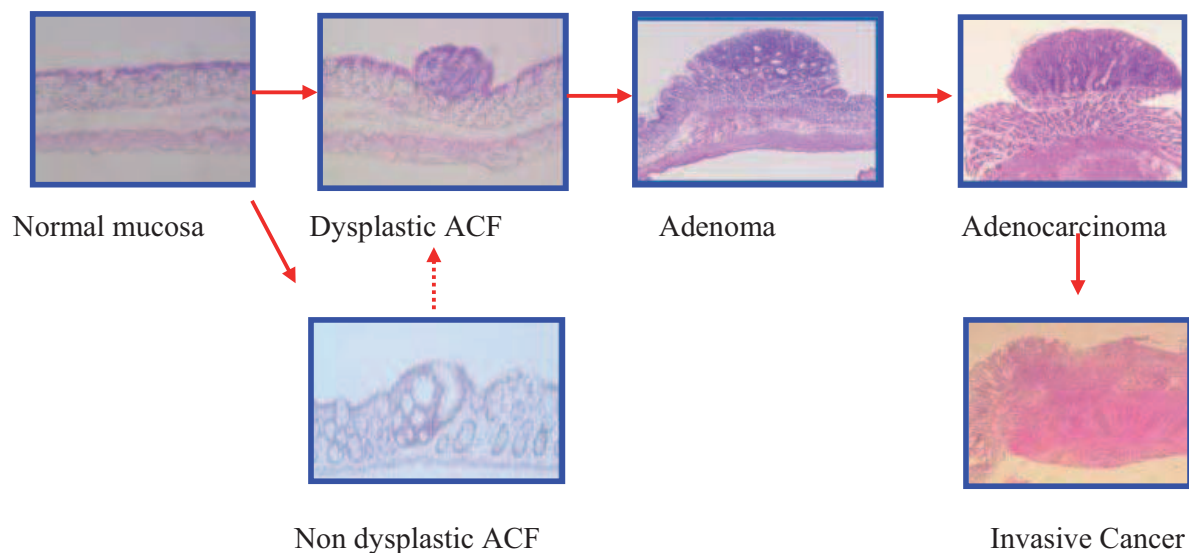 Normal mucosa
Dysplastic ACF
Adenoma
Adenocarcinoma
Non dysplastic ACF
Invasive Cancer